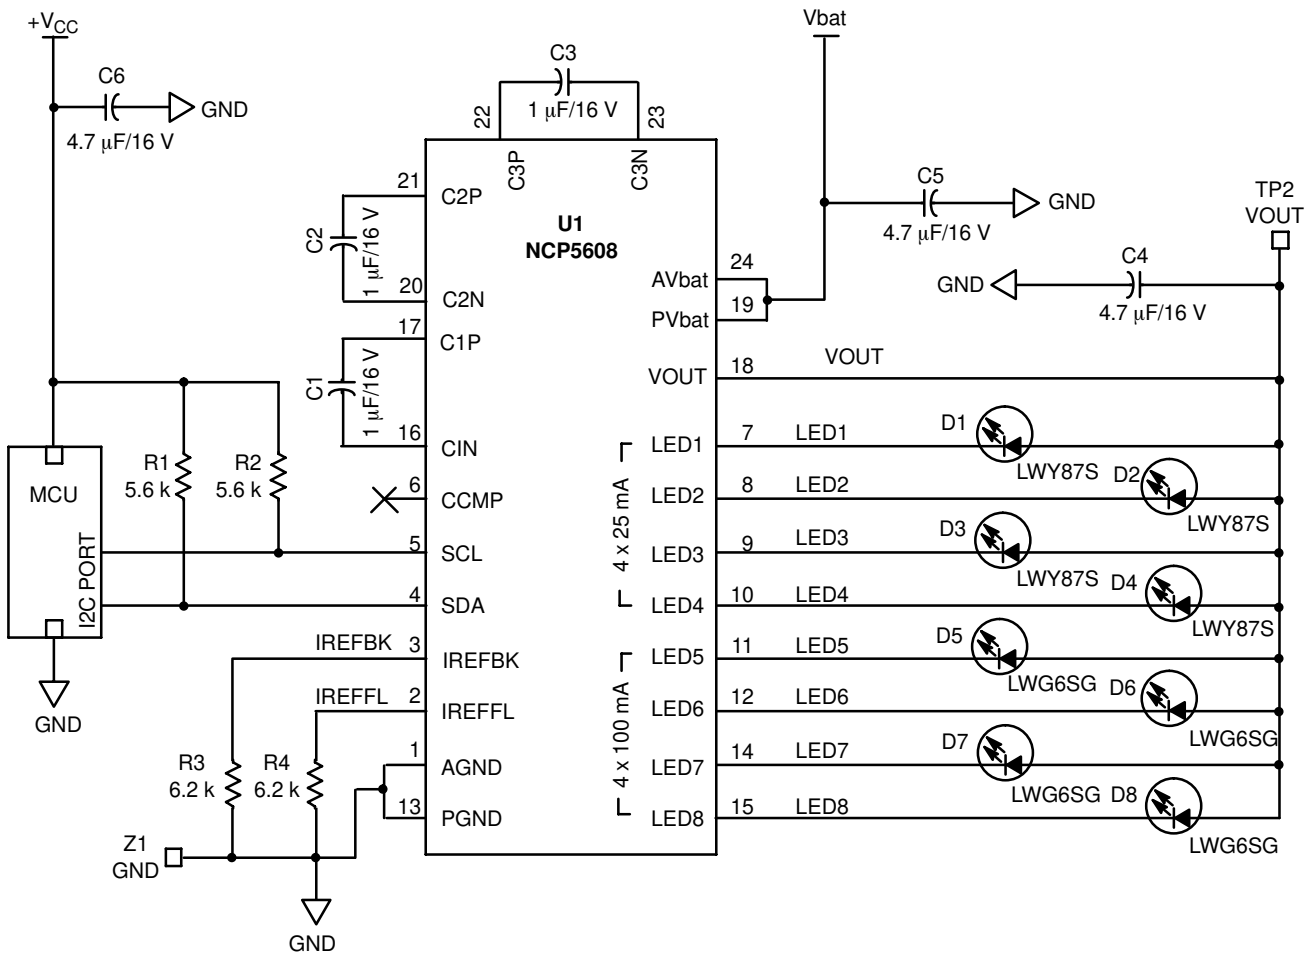 +VCC
C6
GND
4.7 µF/16 V
C3
1 µF/16 V
22
23
C3P
C3N
Vbat
C5
GND
4.7 µF/16 V
TP2
VOUT
C4
GND
4.7 µF/16 V
U1
NCP5608
21
C2P
C2
1 µF/16 V
20
C2N
17
C1P
C1
1 µF/16 V
16
CIN
6
CCMP
5
SCL
4
SDA
IREFBK
3
IREFBK
IREFFL
2
IREFFL
1
AGND
13
PGND
AVbat
24
PVbat
19
VOUT
18
VOUT
4 x 25 mA
LED1
7
LED1
D1
LWY87S
LED2
8
LED2
D2
LWY87S
LED3
9
LED3
D3
LWY87S
LED4
10
LED4
D4
LWY87S
4 x 100 mA
LED5
11
LED5
D5
LWG6SG
LED6
12
LED6
D6
LWG6SG
LED7
14
LED7
D7
LWG6SG
LED8
15
LED8
D8
LWG6SG
MCU
I2C PORT
GND
R1
5.6 k
R2
5.6 k
R3
6.2 k
R4
6.2 k
Z1
GND
GND